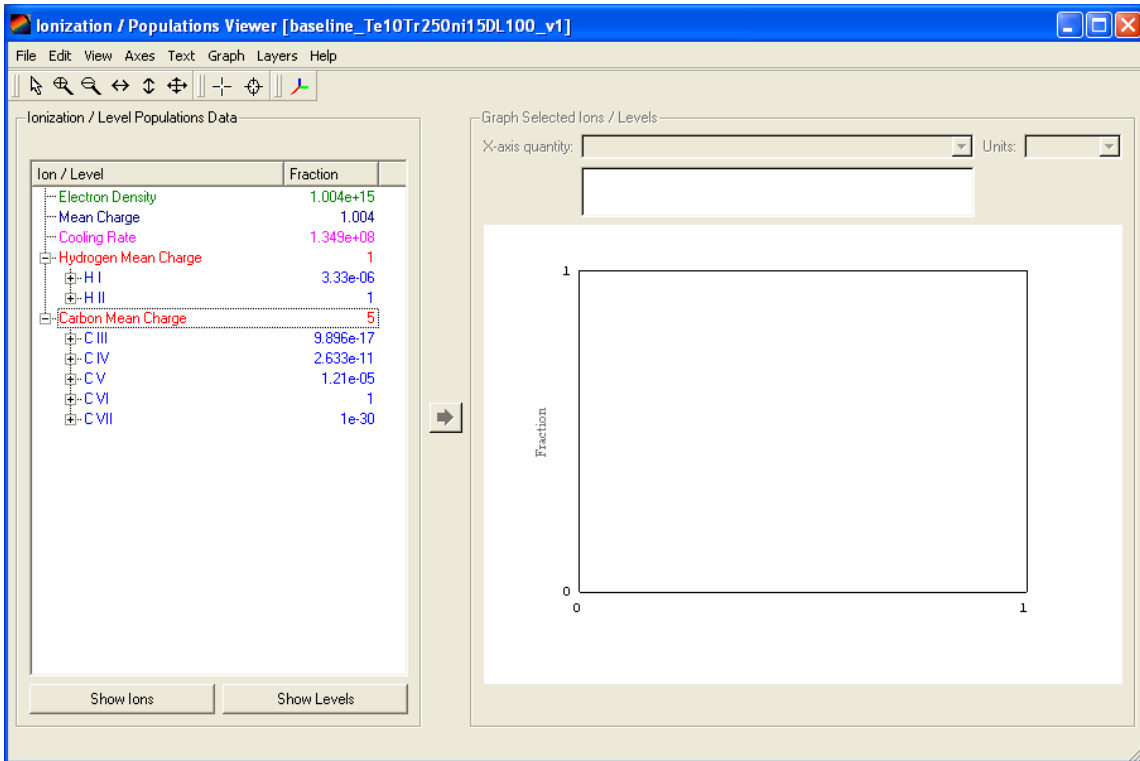 Ionization / Populations Viewer [baseline_Te10Tr250ni15DL100_v1]
File Edit View Axes Text Graph Layers Help
Ionization / Level Populations Data
Ion / Level Fraction
Electron Density 1.004e+15
Mean Charge 1.004
Cooling Rate 1.349e+08
Hydrogen Mean Charge 1
H I 3.33e-06
H II 1
Carbon Mean Charge 5
C III 9.896e-17
C IV 2.633e-11
C V 1.21e-05
C VI 1
C VII 1e-30
Show Ions Show Levels
Graph Selected Ions / Levels
X-axis quantity: Units:
1
Fraction
0
0 1